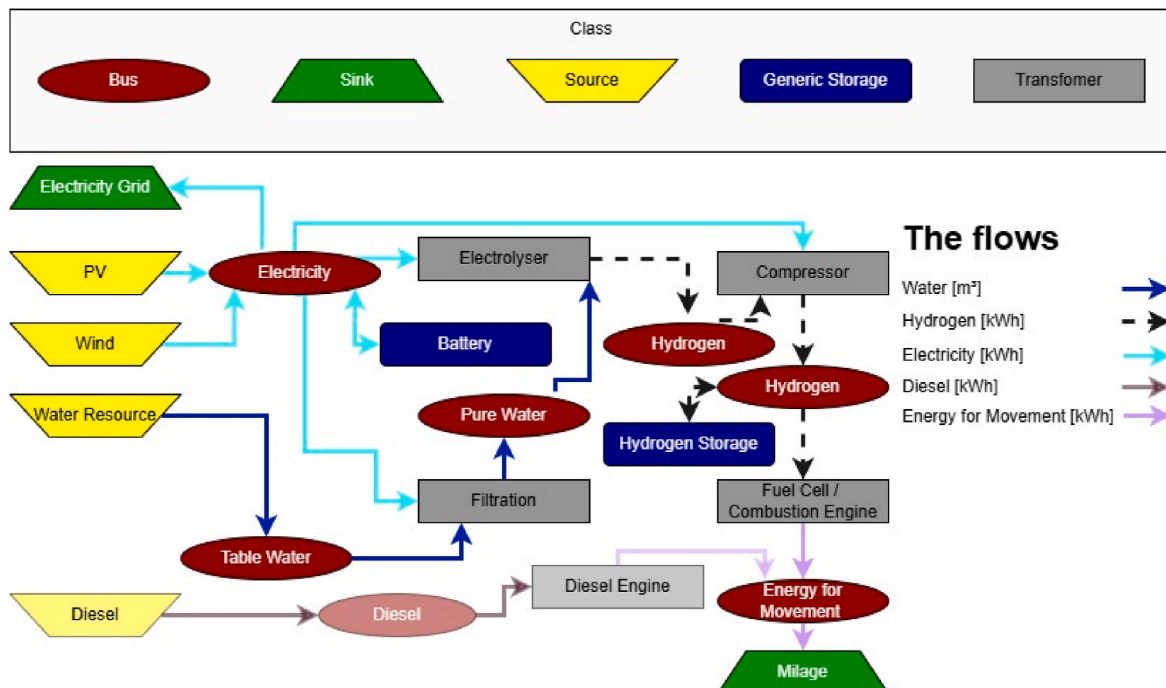 Class
Bus
Sink
Source
Generic Storage
Transfomer
Electricity Grid
PV
Electricity
Electrolyser
Compressor
The flows
Water [m³]
Hydrogen [kWh]
Electricity [kWh]
Diesel [kWh]
Energy for Movement [kWh]
Wind
Battery
Hydrogen
Hydrogen
Water Resource
Pure Water
Hydrogen Storage
Filtration
Fuel Cell /
Combustion Engine
Table Water
Diesel
Diesel
Diesel Engine
Energy for
Movement
Milage